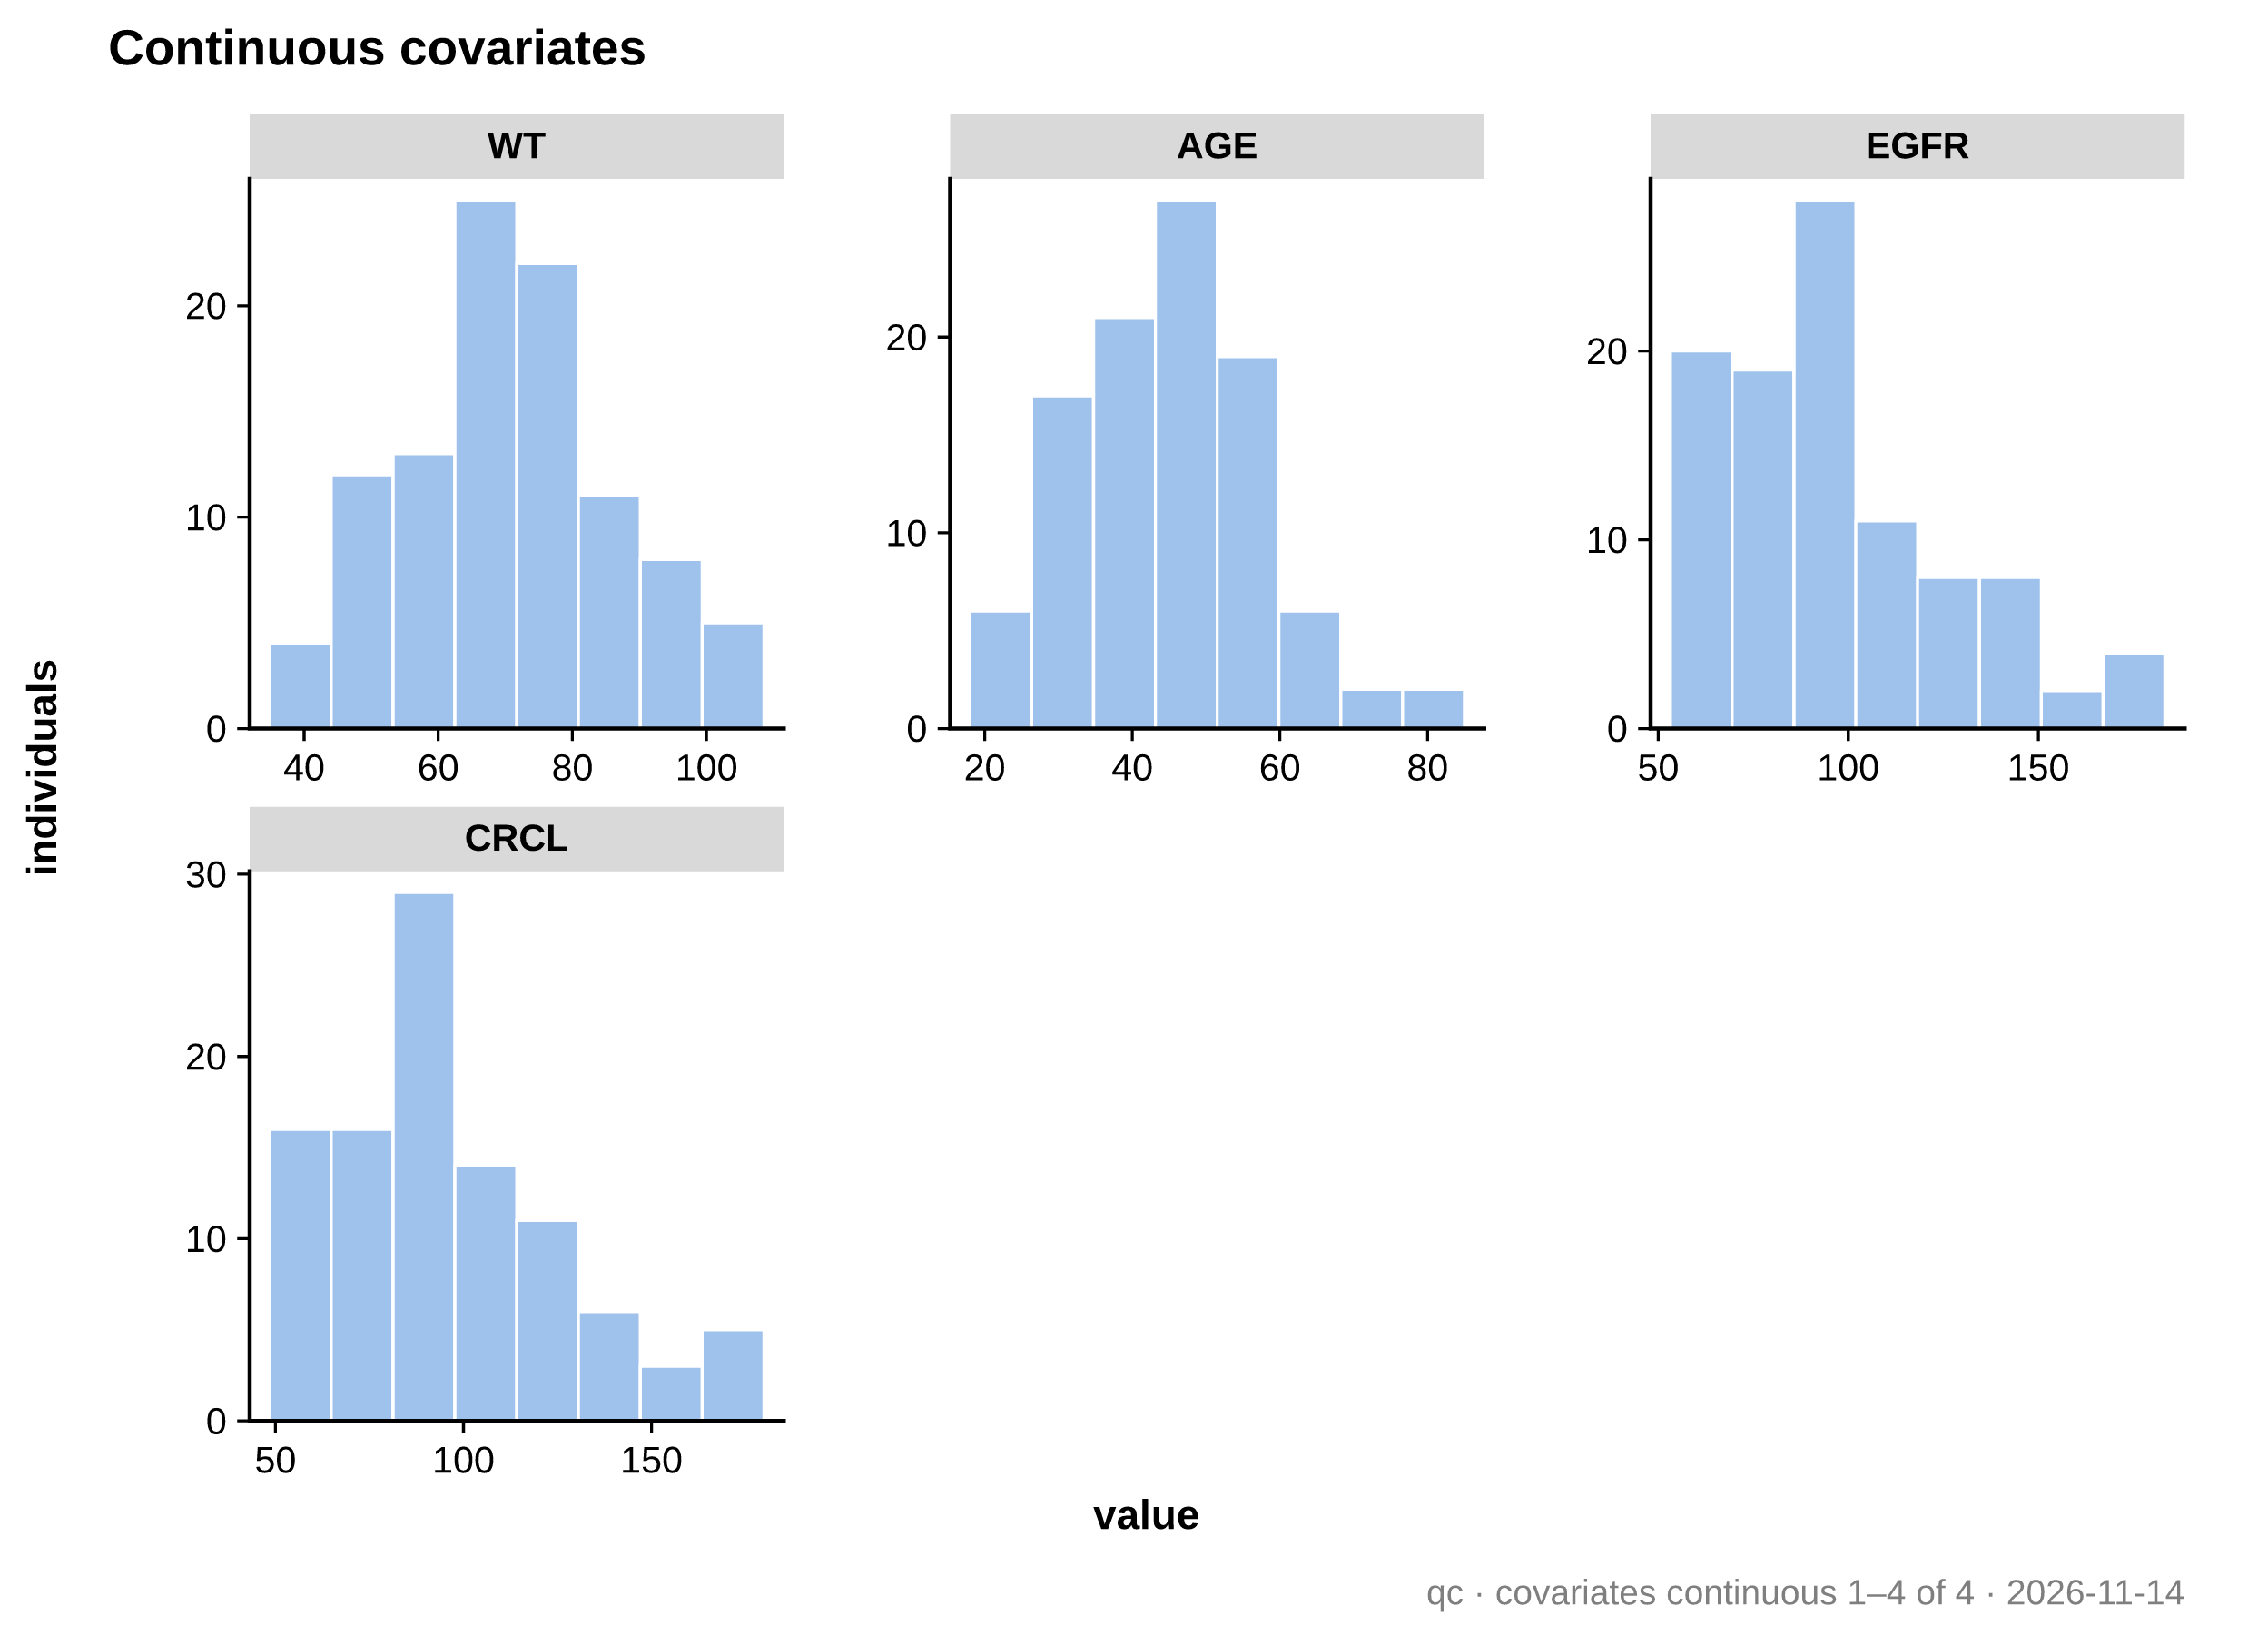 Continuous covariates
WT
AGE
EGFR
20
10
0
40 60 80 100
20
10
0
20 40 60 80
20
10
0
50 100 150
individuals
CRCL
30
20
10
0
50 100 150
value
qc · covariates continuous 1–4 of 4 · 2026-11-14